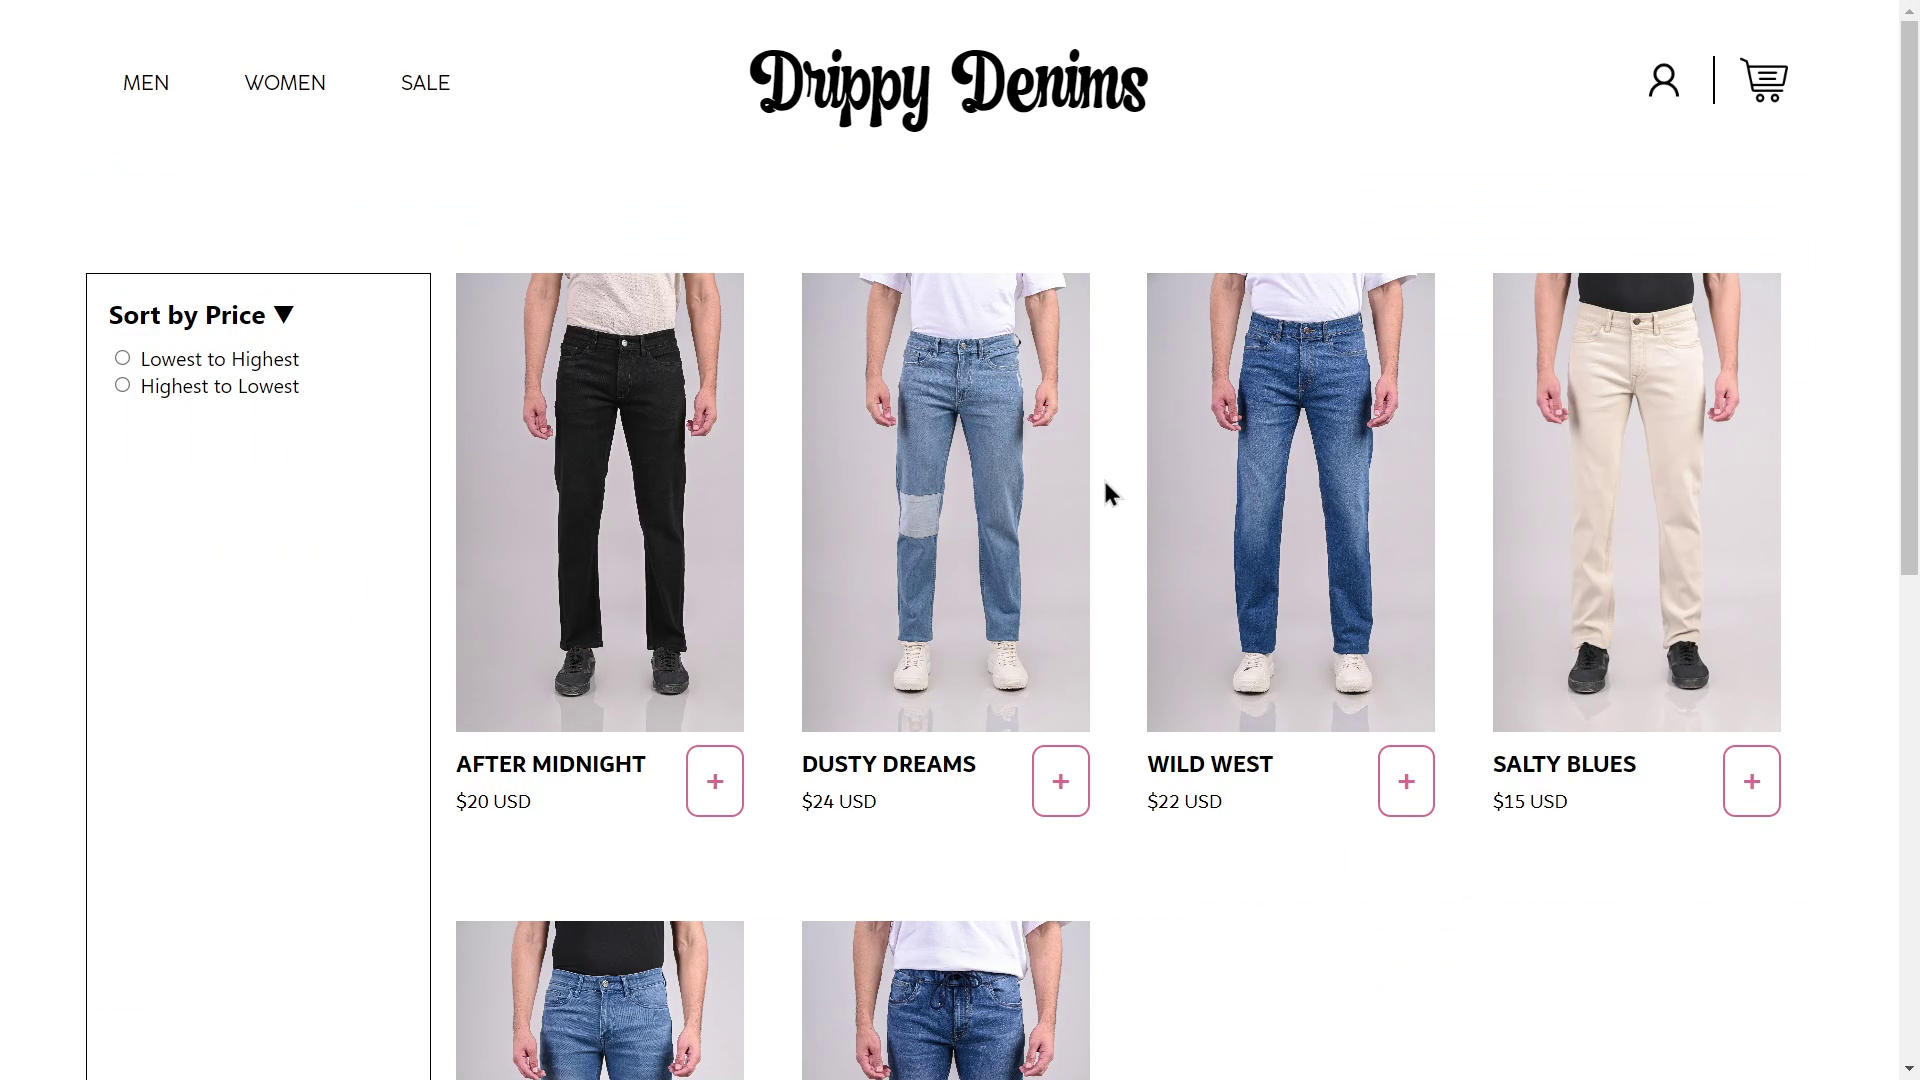 MEN WOMEN SALE
Drippy Denims
Sort by Price ▼
Lowest to Highest
Highest to Lowest
AFTER MIDNIGHT
$20 USD
+
DUSTY DREAMS
$24 USD
+
WILD WEST
$22 USD
+
SALTY BLUES
$15 USD
+